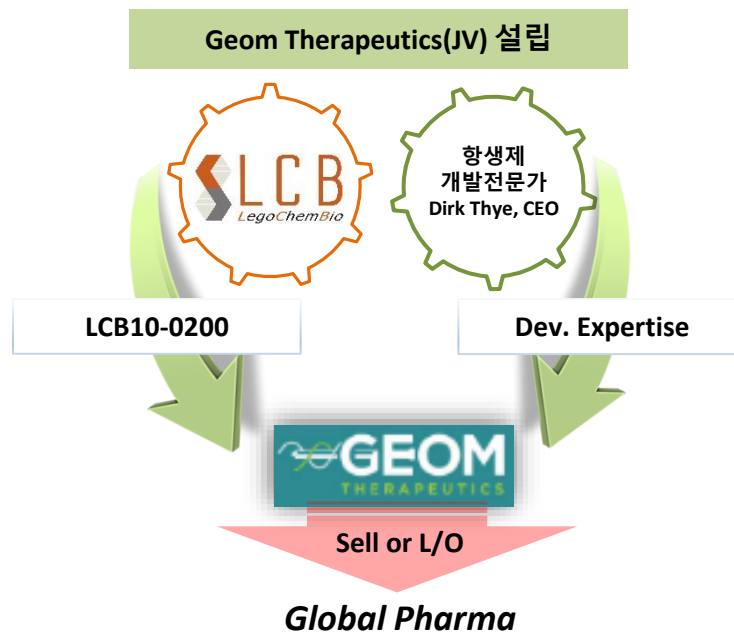 Geom Therapeutics(JV) 설립
LCB
LegoChemBio
항생제
개발전문가
Dirk Thye, CEO
LCB10-0200
Dev. Expertise
GEOM
THERAPEUTICS
Sell or L/O
Global Pharma